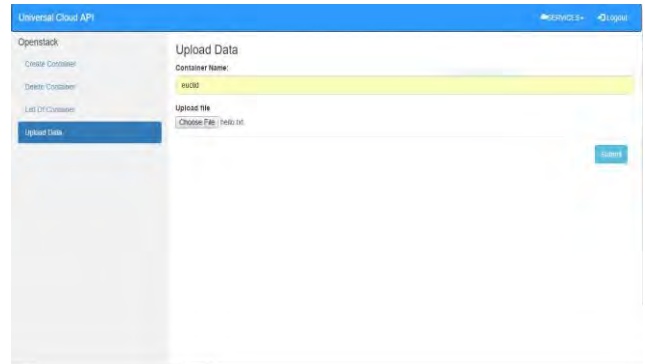 Universal Cloud API
SERVICES
Logout
Openstack
Create Container
Delete Container
List Of Container
Upload Data
Upload Data
Container Name:
euclid
Upload file
Choose File hello.txt
Submit